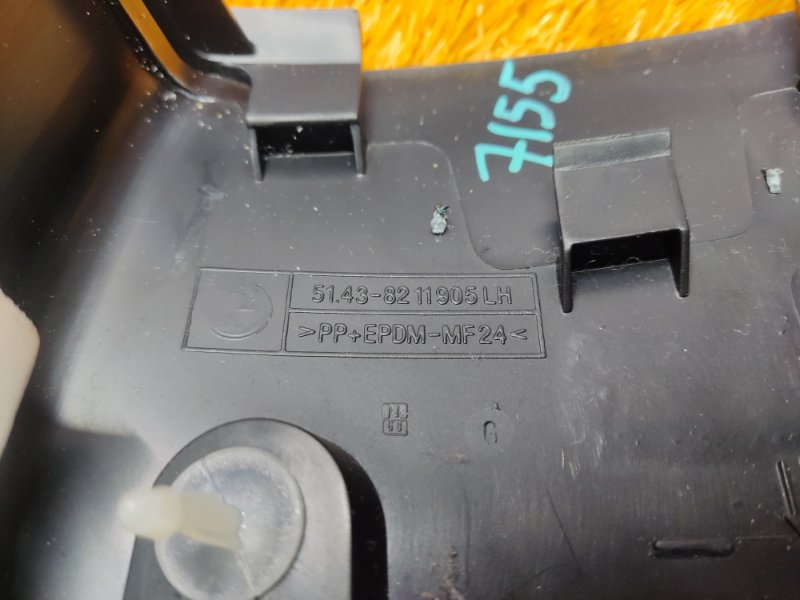 7155
51.43-8211905 LH
>PP+EPDM-MF24<
G